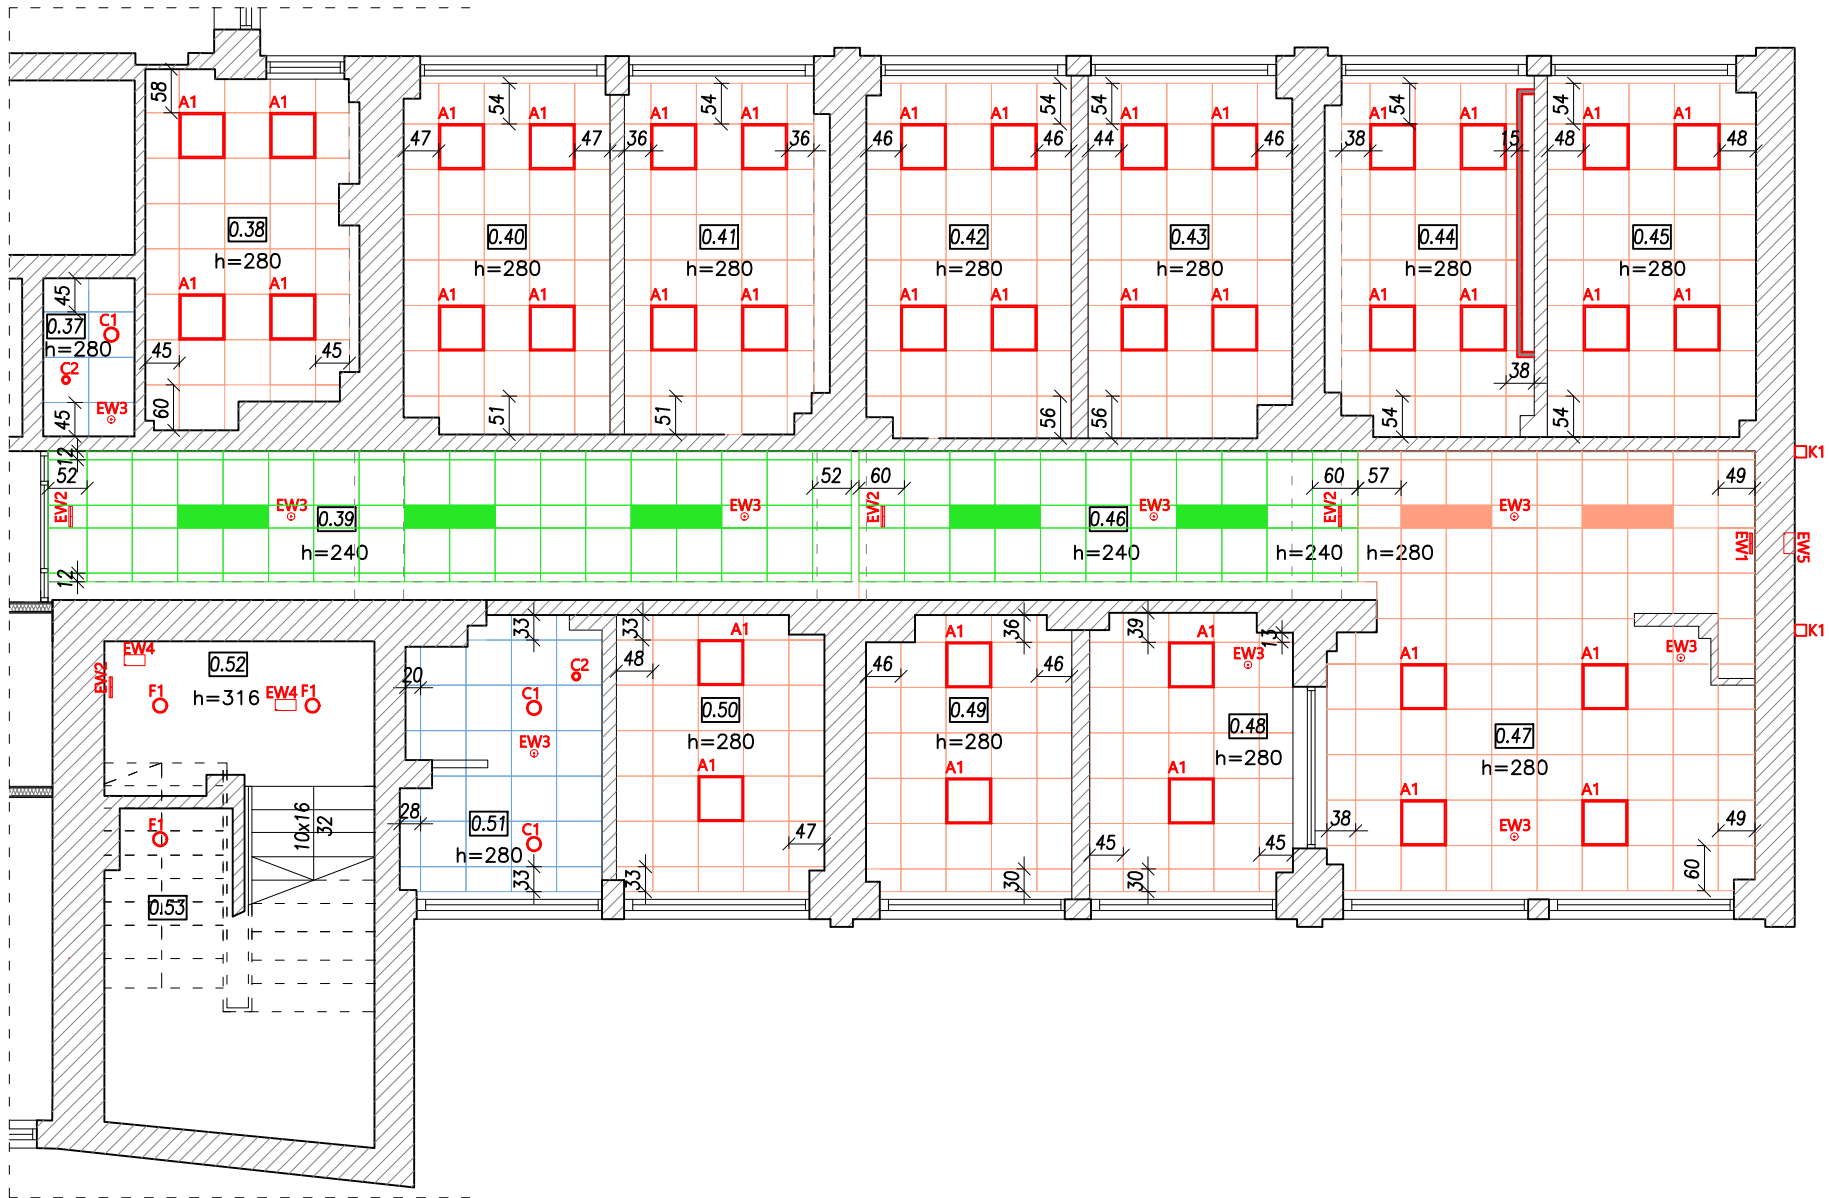 58
A1
A1
0.38
h=280
45
45
60
A1
A1
45
0.37
C1
h=280
C2
EW3
45
54
A1
A1
47
47
0.40
h=280
A1
A1
51
54
A1
A1
36
36
0.41
h=280
A1
A1
51
54
A1
A1
46
46
0.42
h=280
A1
A1
56
54
A1
A1
44
46
0.43
h=280
A1
A1
56
54
A1
A1
38
15
0.44
h=280
A1
A1
38
54
54
A1
A1
48
48
0.45
h=280
A1
A1
54
12
52
EW2
EW3
0.39
h=240
EW3
52
12
60
EW2
EW3
0.46
h=240
60
EW2
h=240
57
h=280
EW3
49
EW1
EW5
K1
K1
EW4
EW2
0.52
h=316
F1
EW4
F1
F1
10x16
32
0.53
33
20
C2
C1
EW3
28
0.51
h=280
C1
33
33
A1
48
0.50
h=280
A1
47
33
36
A1
46
46
0.49
h=280
A1
30
39
A1
13
EW3
0.48
h=280
A1
45
45
30
EW3
A1
A1
0.47
h=280
A1
A1
38
EW3
49
60